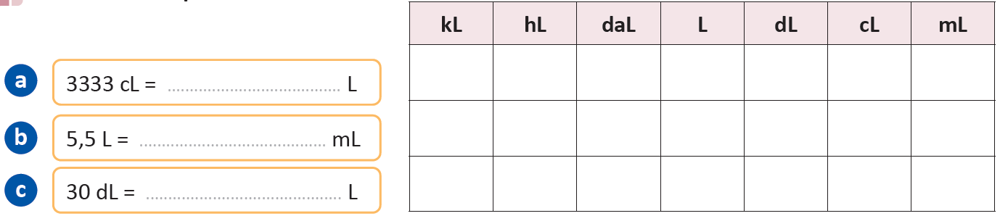 kL hL daL L dL cL mL
a 3333 cL = ........................................ L
b 5,5 L = ........................................... mL
c 30 dL = ............................................. L